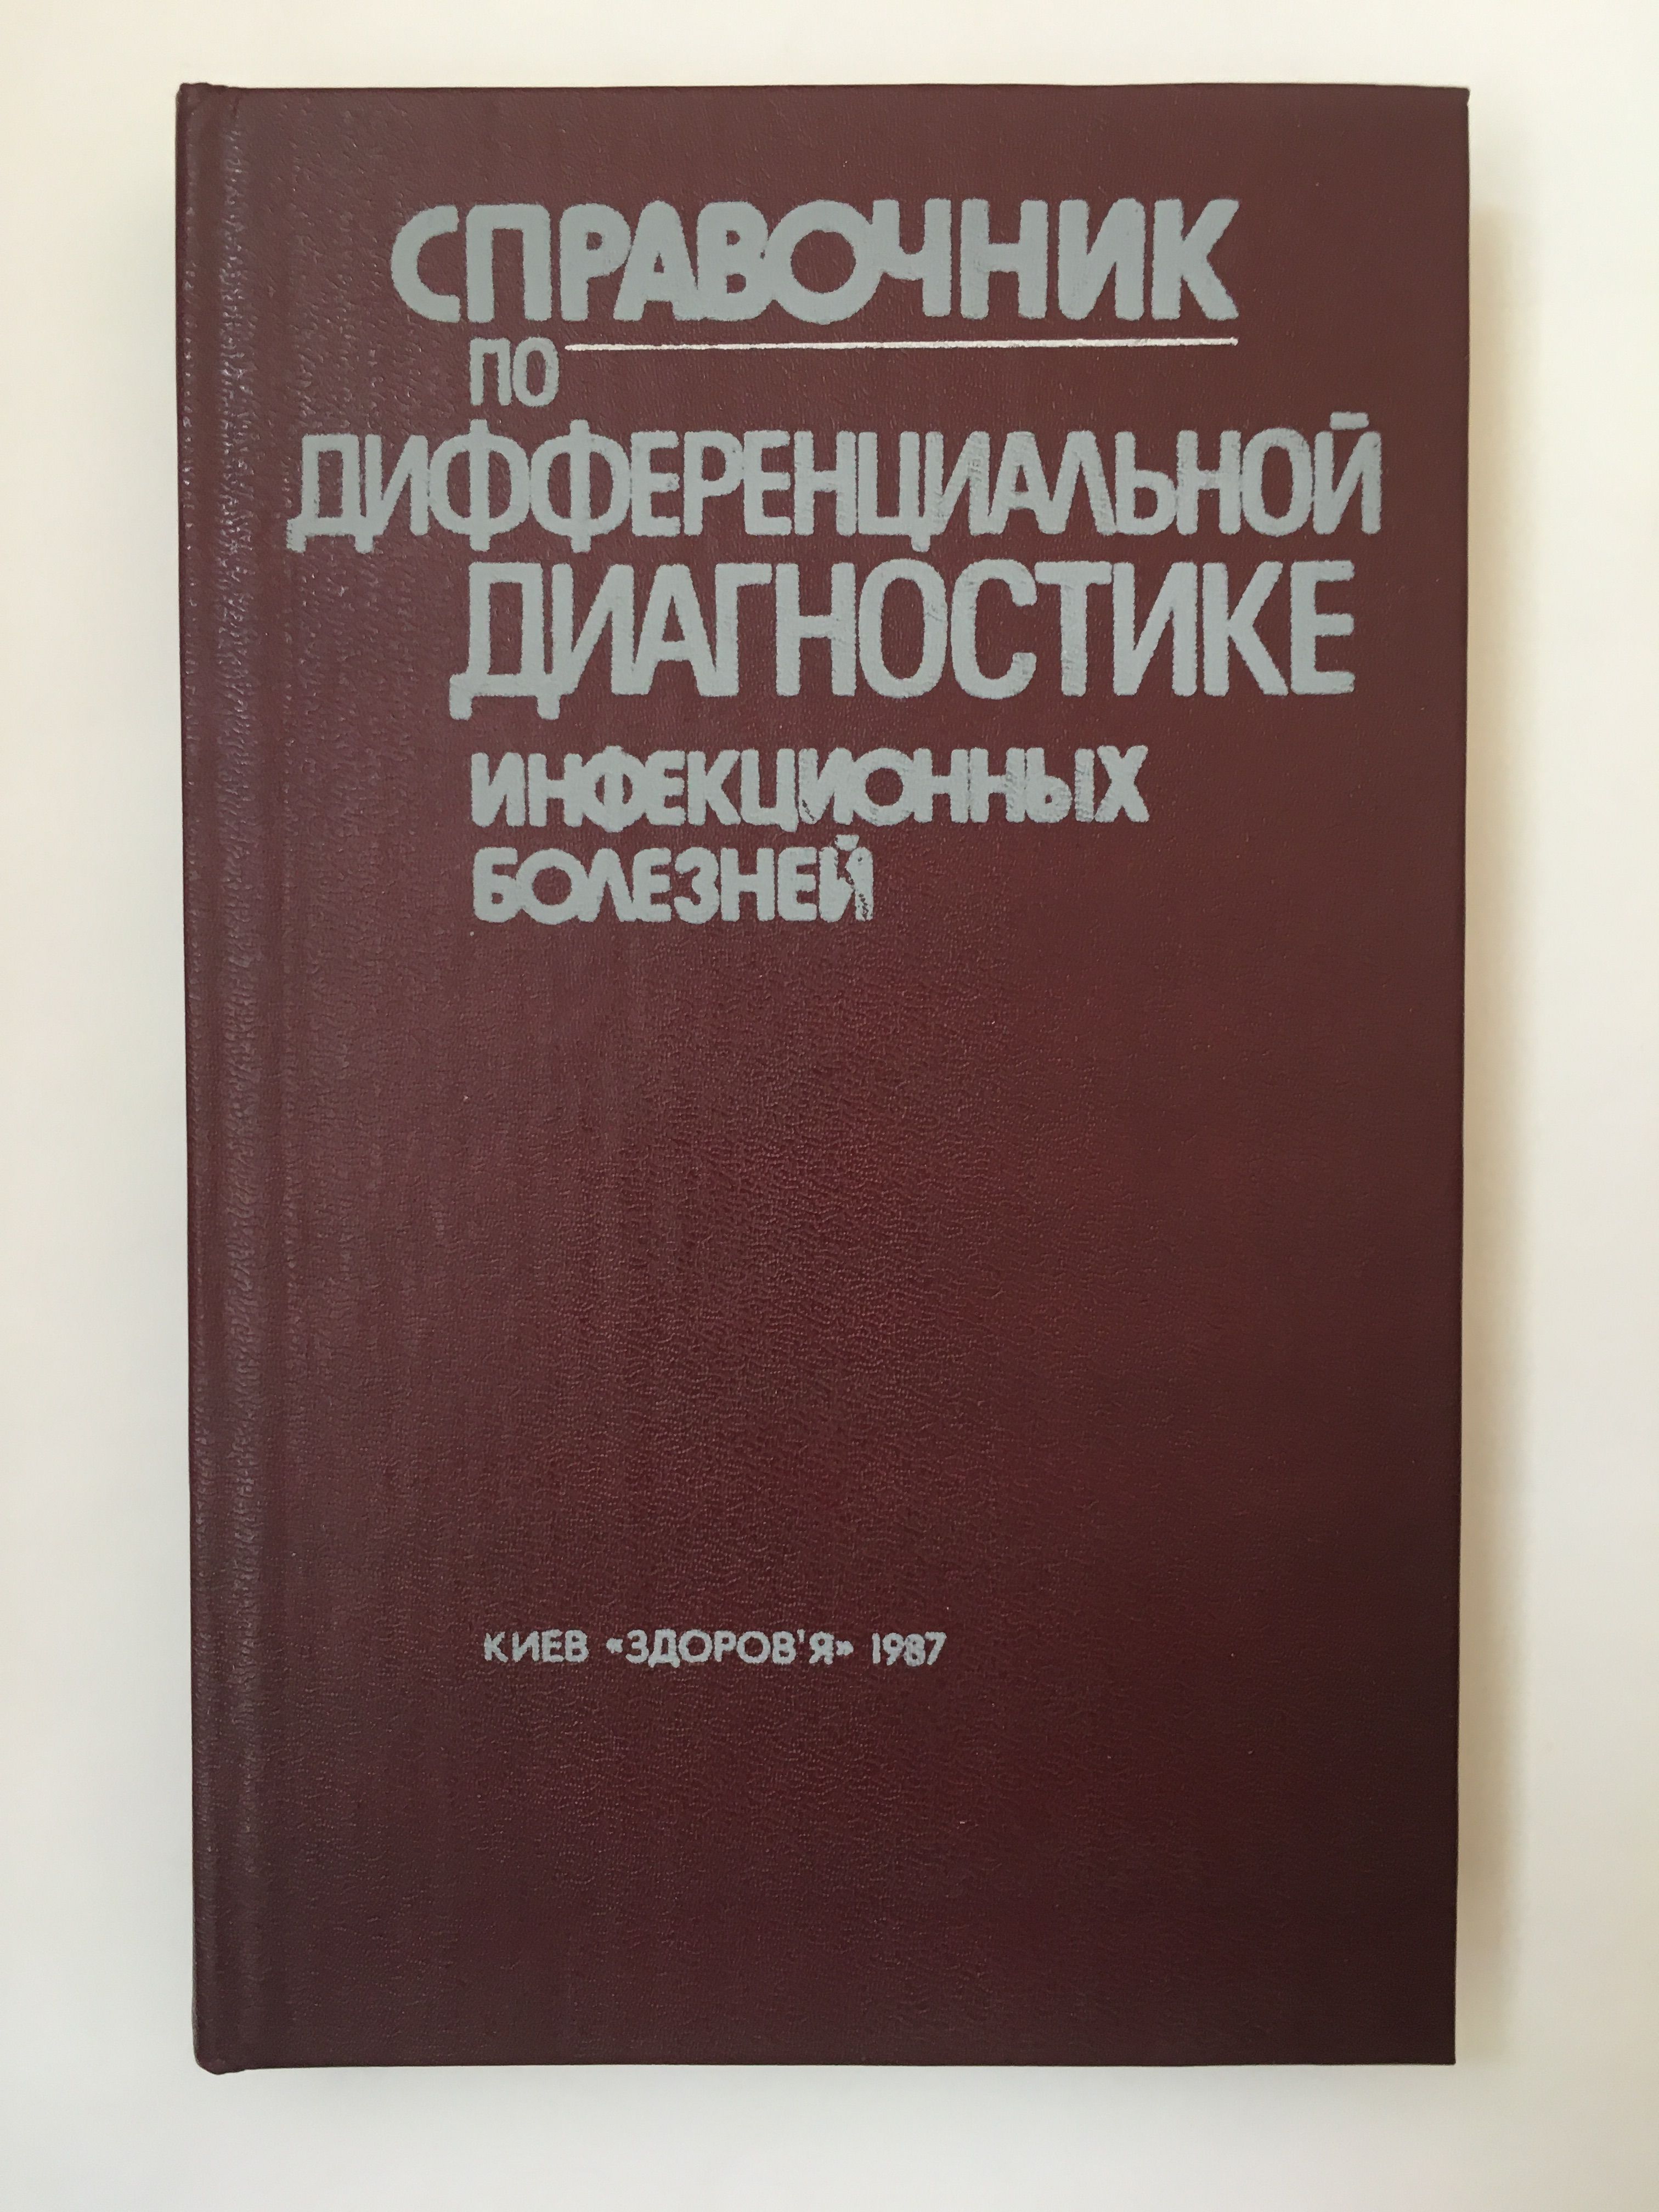 СПРАВОЧНИК
ПО
ДИФФЕРЕНЦИАЛЬНОЙ
ДИАГНОСТИКЕ
ИНФЕКЦИОННЫХ
БОЛЕЗНЕЙ
КИЕВ «ЗДОРОВ'Я» 1987